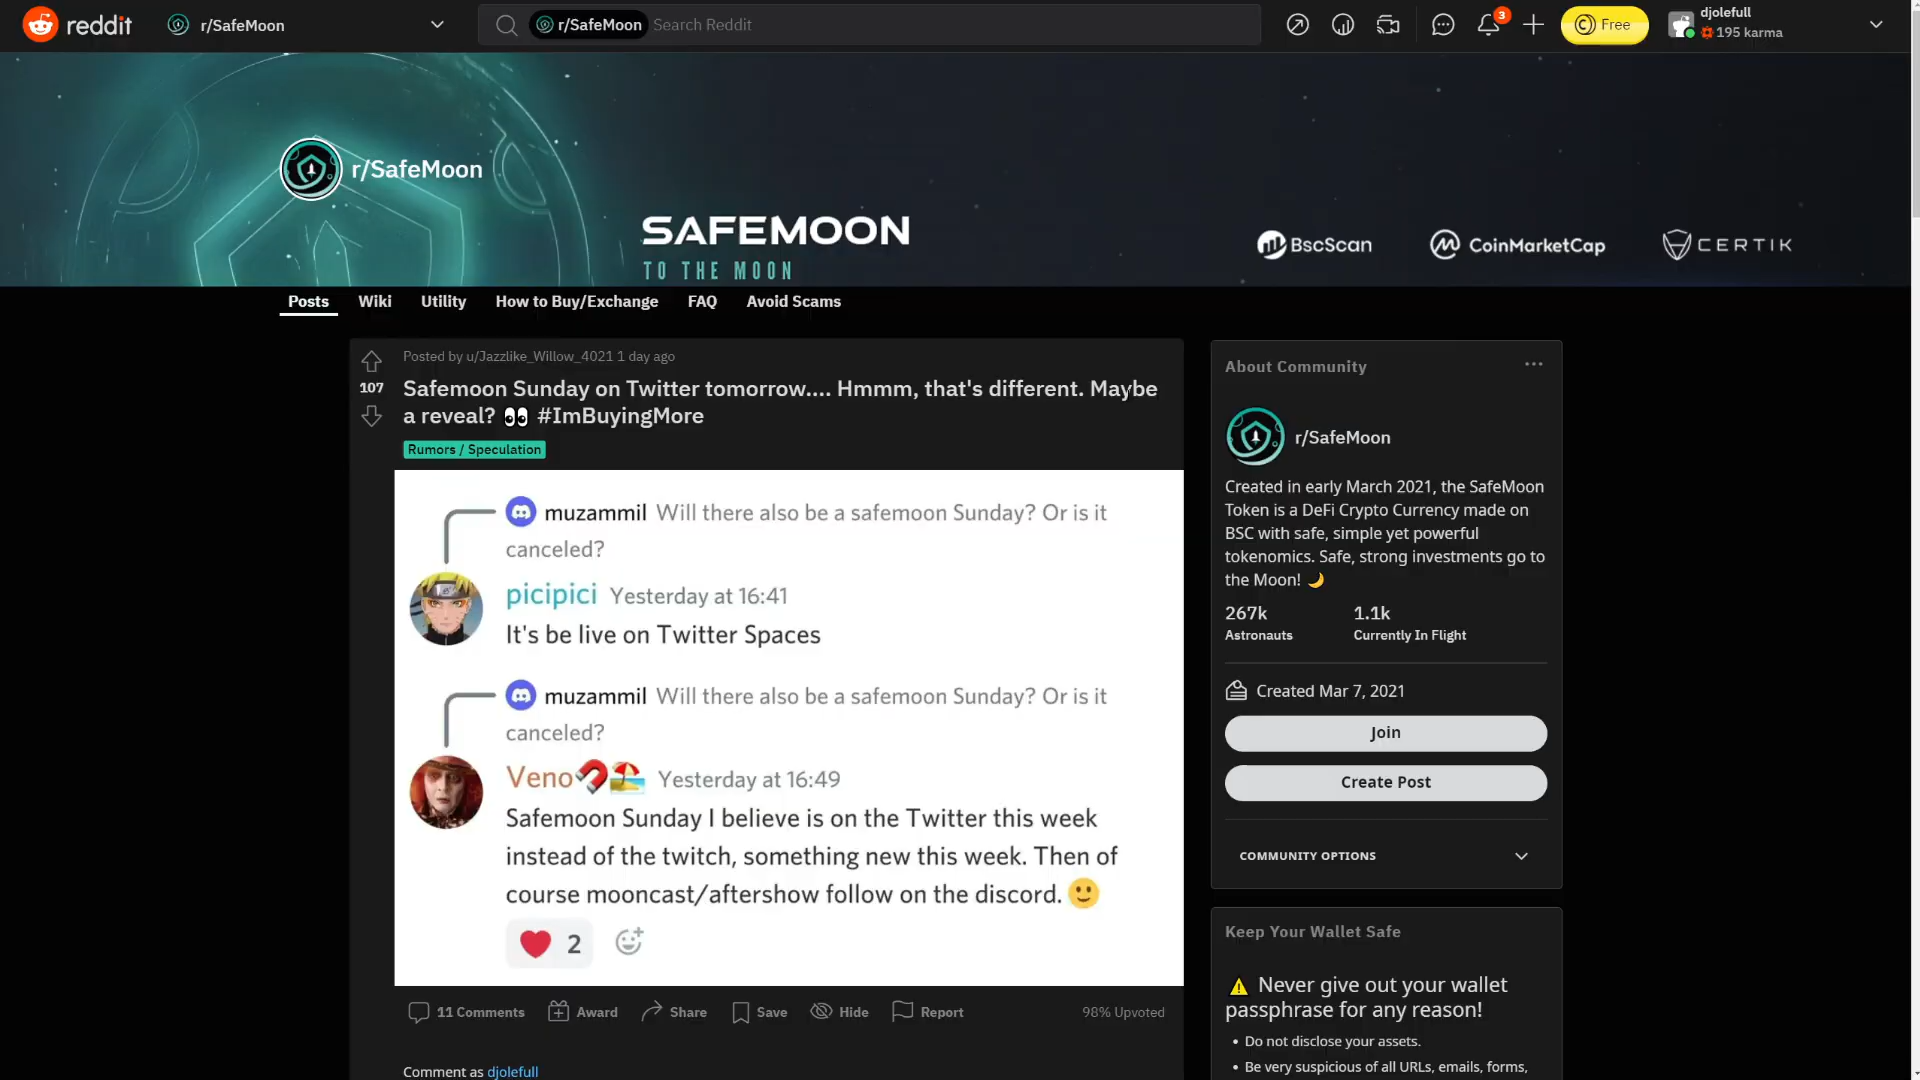 reddit
r/SafeMoon
r/SafeMoon Search Reddit
3
Free
djolefull
195 karma
r/SafeMoon
SAFEMOON
TO THE MOON
BscScan
CoinMarketCap
CERTIK
Posts Wiki Utility How to Buy/Exchange FAQ Avoid Scams
107
Posted by u/Jazzlike_Willow_4021 1 day ago
Safemoon Sunday on Twitter tomorrow.... Hmmm, that's different. Maybe
a reveal? 👀 #ImBuyingMore
Rumors / Speculation
muzammil Will there also be a safemoon Sunday? Or is it
canceled?
picipici Yesterday at 16:41
It's be live on Twitter Spaces
muzammil Will there also be a safemoon Sunday? Or is it
canceled?
Veno🧲🏖️ Yesterday at 16:49
Safemoon Sunday I believe is on the Twitter this week
instead of the twitch, something new this week. Then of
course mooncast/aftershow follow on the discord. 🙂
❤️ 2
11 Comments Award Share Save Hide Report 98% Upvoted
Comment as djolefull
About Community
r/SafeMoon
Created in early March 2021, the SafeMoon
Token is a DeFi Crypto Currency made on
BSC with safe, simple yet powerful
tokenomics. Safe, strong investments go to
the Moon! 🌙
267k 1.1k
Astronauts Currently In Flight
Created Mar 7, 2021
Join
Create Post
COMMUNITY OPTIONS
Keep Your Wallet Safe
⚠️ Never give out your wallet
passphrase for any reason!
• Do not disclose your assets.
• Be very suspicious of all URLs, emails, forms,